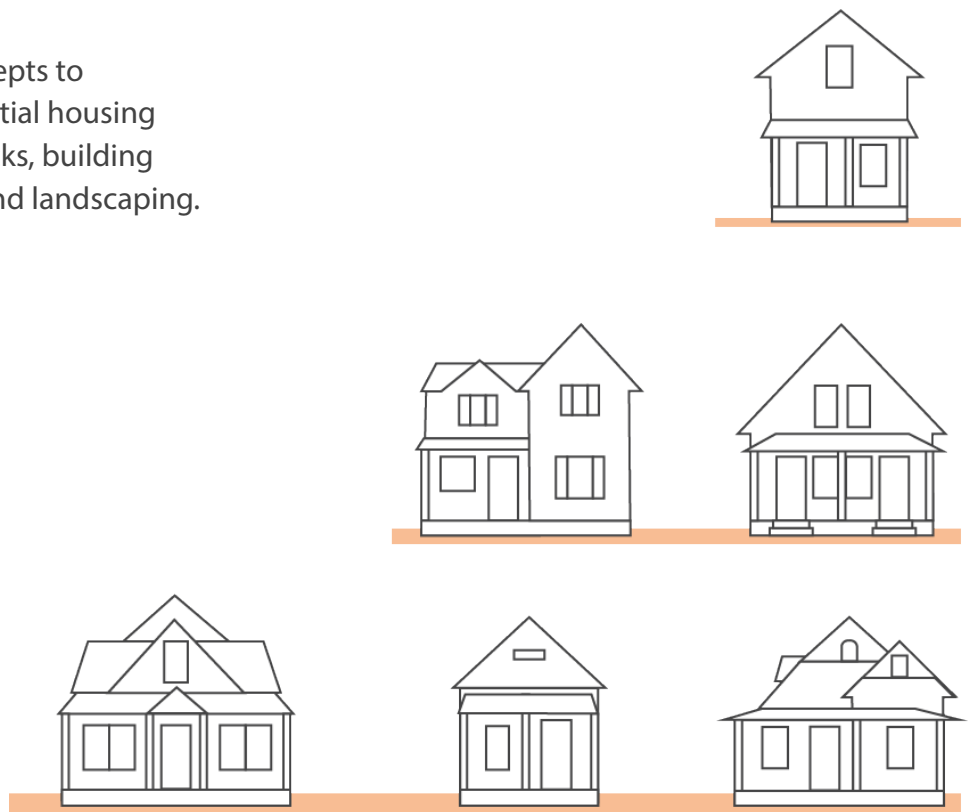 epts to
tial housing
ks, building
nd landscaping.